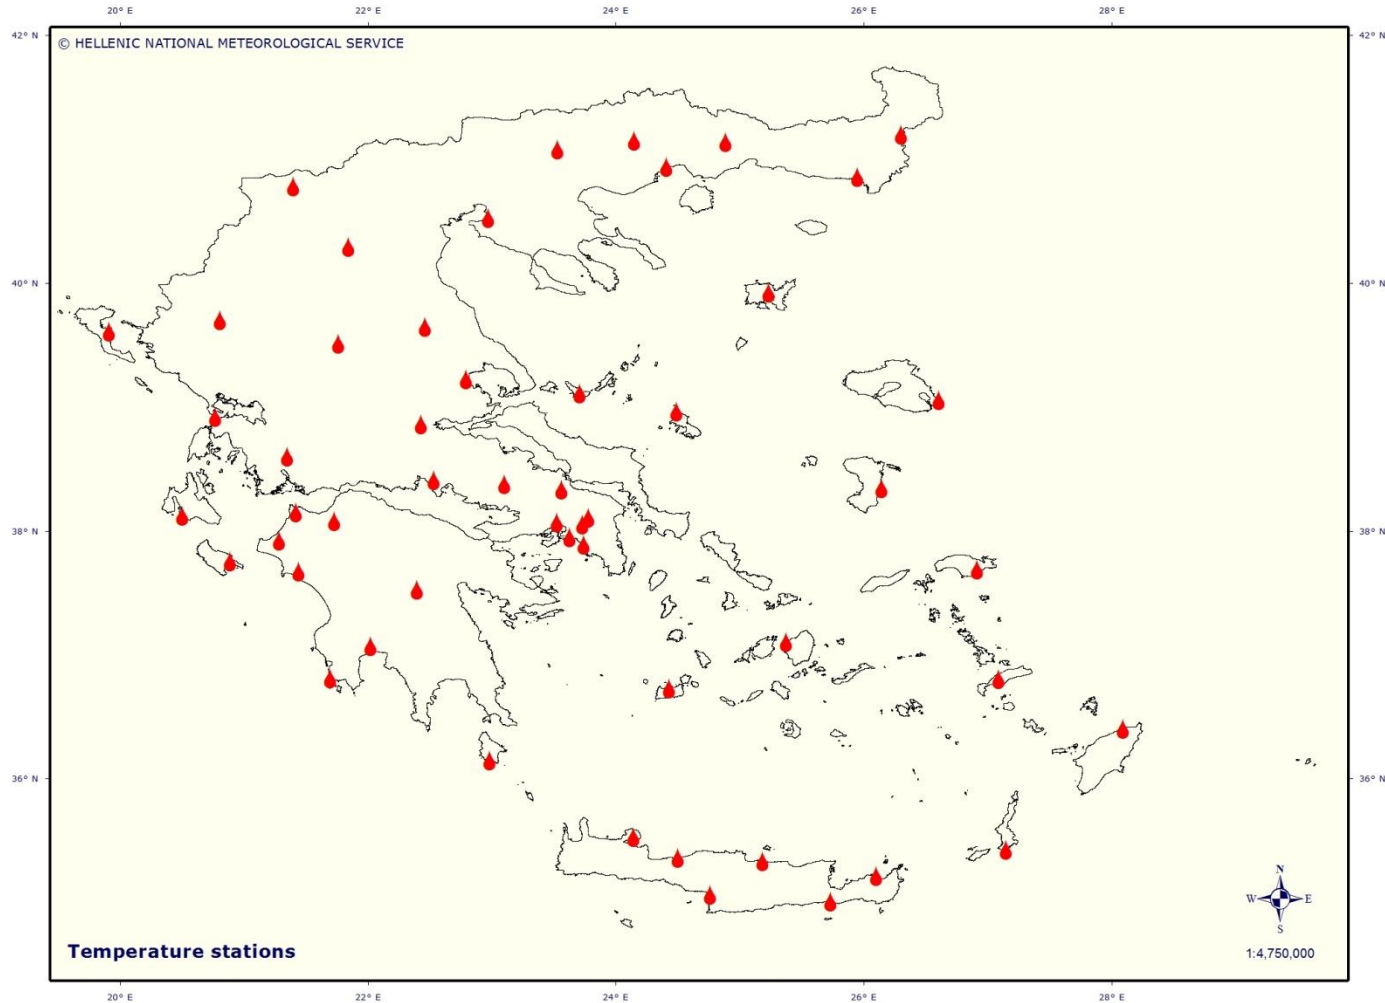 20° E 22° E 24° E 26° E 28° E
42° N 42° N
© HELLENIC NATIONAL METEOROLOGICAL SERVICE
40° N 40° N
38° N 38° N
36° N 36° N
N
W E
S
Temperature stations
1:4,750,000
20° E 22° E 24° E 26° E 28° E